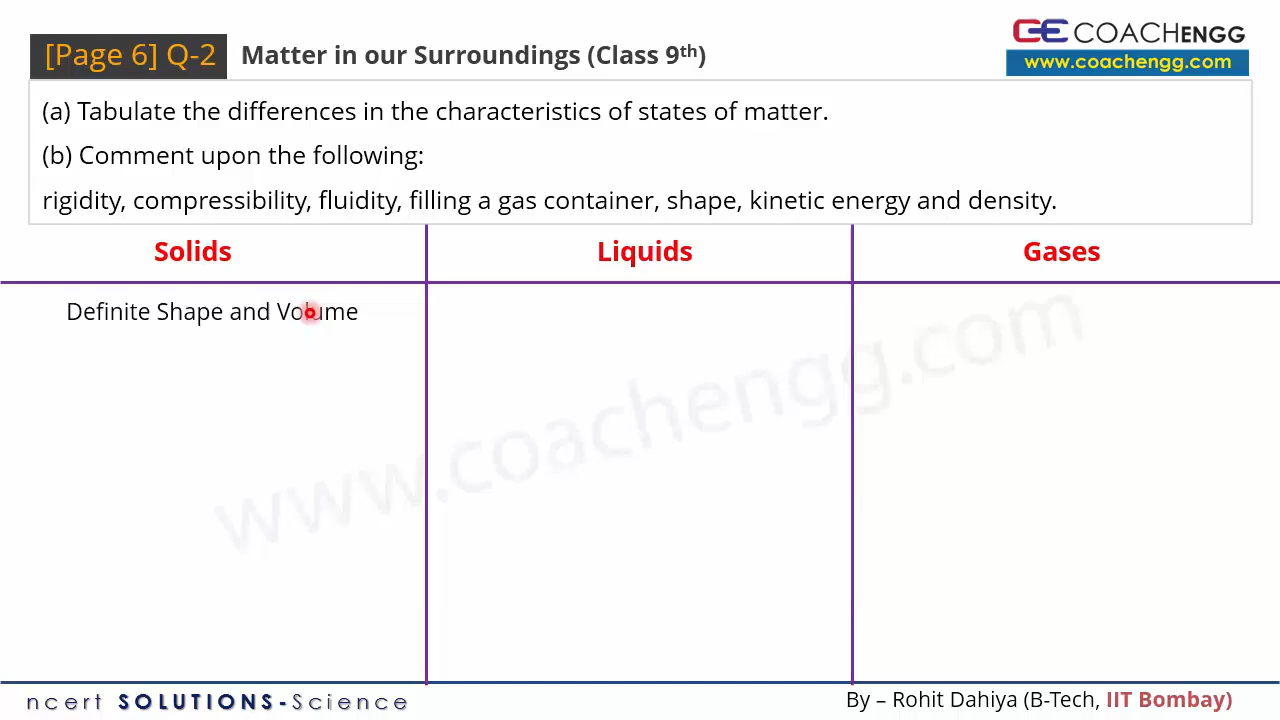 [Page 6] Q-2 Matter in our Surroundings (Class 9th)
CE COACHENGG
www.coachengg.com
(a) Tabulate the differences in the characteristics of states of matter.
(b) Comment upon the following:
rigidity, compressibility, fluidity, filling a gas container, shape, kinetic energy and density.
Solids Liquids Gases
Definite Shape and Volume
www.coachengg.com
ncert SOLUTIONS-Science
By – Rohit Dahiya (B-Tech, IIT Bombay)